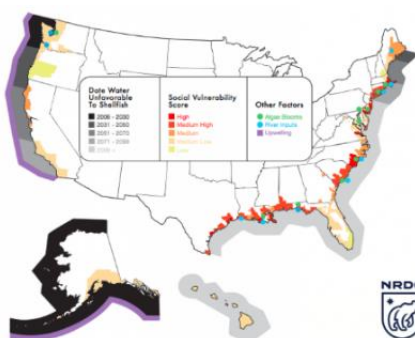 Date Water
Unfavorable
To Shellfish
2006 - 2030
2031 - 2050
2051 - 2070
2071 - 2099
Social Vulnerability
Score
High
Medium High
Medium
Medium Low
Low
Other Factors
Algae Blooms
River Inputs
Upwelling
NRDC